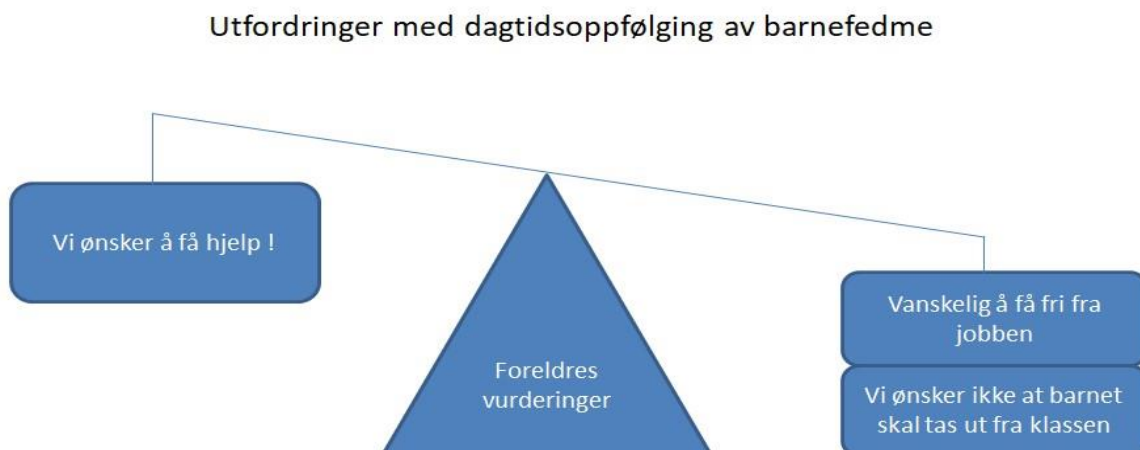 Utfordringer med dagtidsoppfølging av barnefedme
Vi ønsker å få hjelp !
Vanskelig å få fri fra
jobben
Foreldres
vurderinger
Vi ønsker ikke at barnet
skal tas ut fra klassen